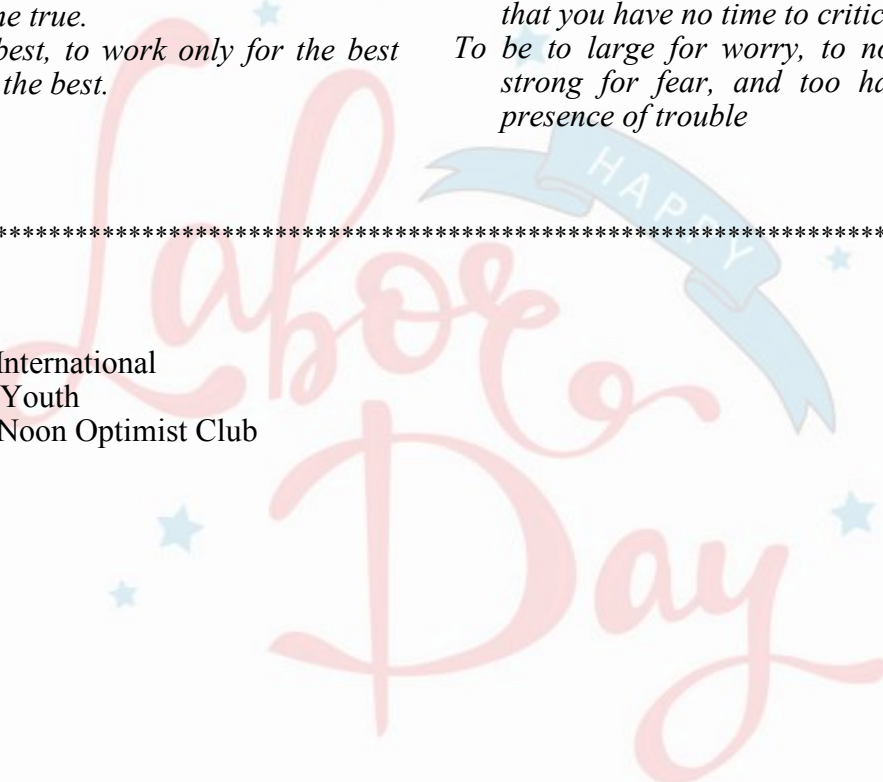 ne true.
best, to work only for the best
the best.
that you have no time to critic
To be to large for worry, to no
strong for fear, and too ha
presence of trouble
HAPPY
Labor
Day
International
Youth
Noon Optimist Club